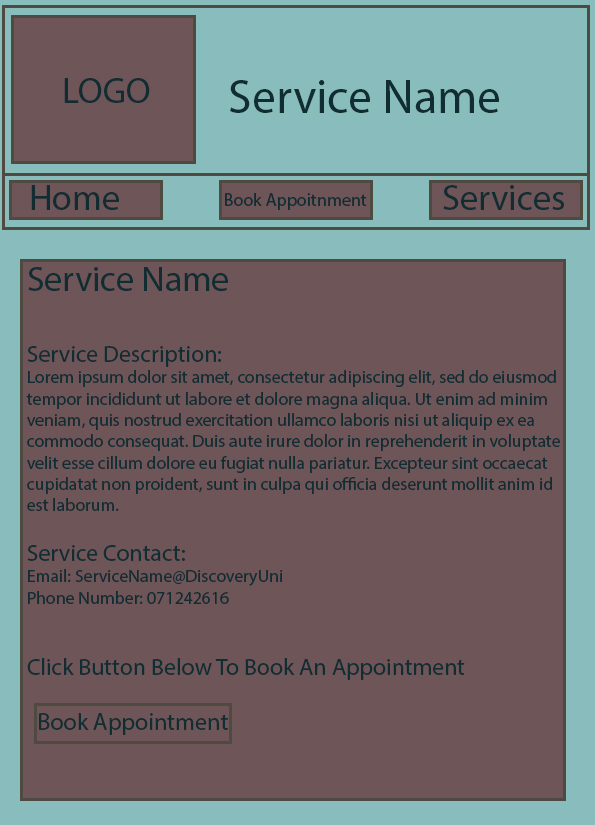 LOGO
Service Name
Home
Book Appoitnment
Services
Service Name
Service Description:
Lorem ipsum dolor sit amet, consectetur adipiscing elit, sed do eiusmod
tempor incididunt ut labore et dolore magna aliqua. Ut enim ad minim
veniam, quis nostrud exercitation ullamco laboris nisi ut aliquip ex ea
commodo consequat. Duis aute irure dolor in reprehenderit in voluptate
velit esse cillum dolore eu fugiat nulla pariatur. Excepteur sint occaecat
cupidatat non proident, sunt in culpa qui officia deserunt mollit anim id
est laborum.
Service Contact:
Email: ServiceName@DiscoveryUni
Phone Number: 071242616
Click Button Below To Book An Appointment
Book Appointment